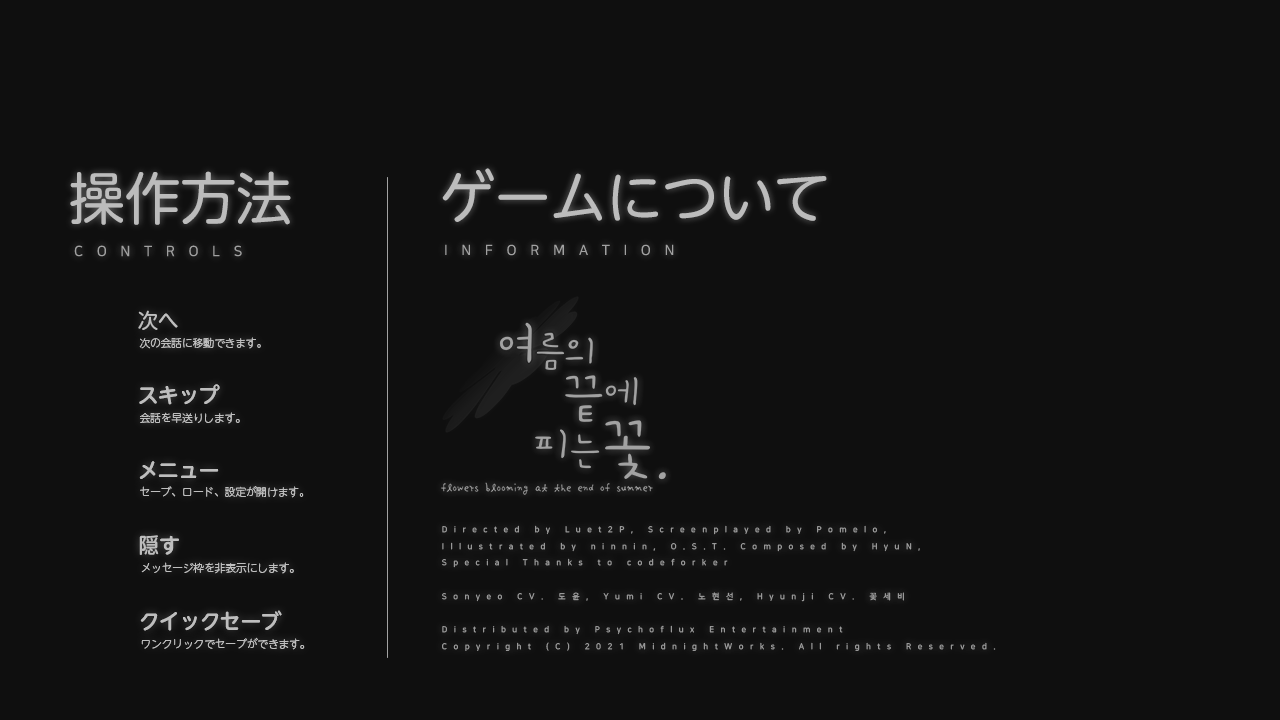 操作方法
CONTROLS
次へ
次の会話に移動できます。
スキップ
会話を早送りします。
メニュー
セーブ、ロード、設定が開けます。
隠す
メッセージ枠を非表示にします。
クイックセーブ
ワンクリックでセーブができます。
ゲームについて
INFORMATION
여름의
끝에
피는 꽃.
flowers blooming at the end of summer
Directed by Luet2P, Screenplayed by Pomelo,
Illustrated by ninnin, O.S.T. Composed by HyuN,
Special Thanks to codeforker
Sonyeo CV. 도윤, Yumi CV. 노현선, Hyunji CV. 꽃세비
Distributed by Psychoflux Entertainment
Copyright (C) 2021 MidnightWorks. All rights Reserved.